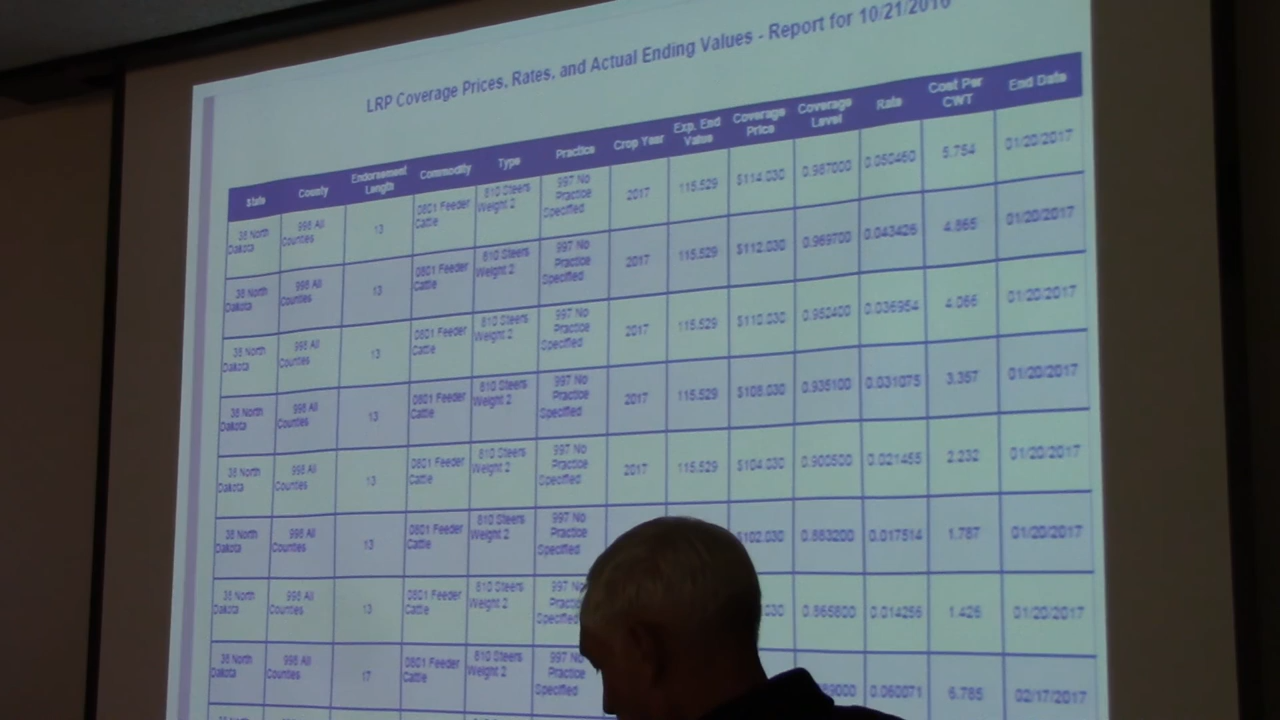 LRP Coverage Prices, Rates, and Actual Ending Values - Report for 10/21/2016
State County Endorsement Length Commodity Type Practice Crop Year Exp. End Value Coverage Price Coverage Level Rate Cost Per CWT End Date
38 North Dakota 998 All Counties 13 0801 Feeder Cattle 810 Steers Weight 2 997 No Practice Specified 2017 115.529 $114.030 0.987000 0.050460 5.754 01/20/2017
38 North Dakota 998 All Counties 13 0801 Feeder Cattle 810 Steers Weight 2 997 No Practice Specified 2017 115.529 $112.030 0.969700 0.043426 4.865 01/20/2017
38 North Dakota 998 All Counties 13 0801 Feeder Cattle 810 Steers Weight 2 997 No Practice Specified 2017 115.529 $110.030 0.952400 0.036954 4.066 01/20/2017
38 North Dakota 998 All Counties 13 0801 Feeder Cattle 810 Steers Weight 2 997 No Practice Specified 2017 115.529 $108.030 0.935100 0.031075 3.357 01/20/2017
38 North Dakota 998 All Counties 13 0801 Feeder Cattle 810 Steers Weight 2 997 No Practice Specified 2017 115.529 $104.030 0.900500 0.021455 2.232 01/20/2017
38 North Dakota 998 All Counties 13 0801 Feeder Cattle 810 Steers Weight 2 997 No Practice Specified $102.030 0.883200 0.017514 1.787 01/20/2017
38 North Dakota 998 All Counties 13 0801 Feeder Cattle 810 Steers Weight 2 997 No Practice Specified .030 0.865800 0.014256 1.426 01/20/2017
38 North Dakota 998 All Counties 17 0801 Feeder Cattle 810 Steers Weight 2 997 No Practice Specified 89000 0.060071 6.785 02/17/2017